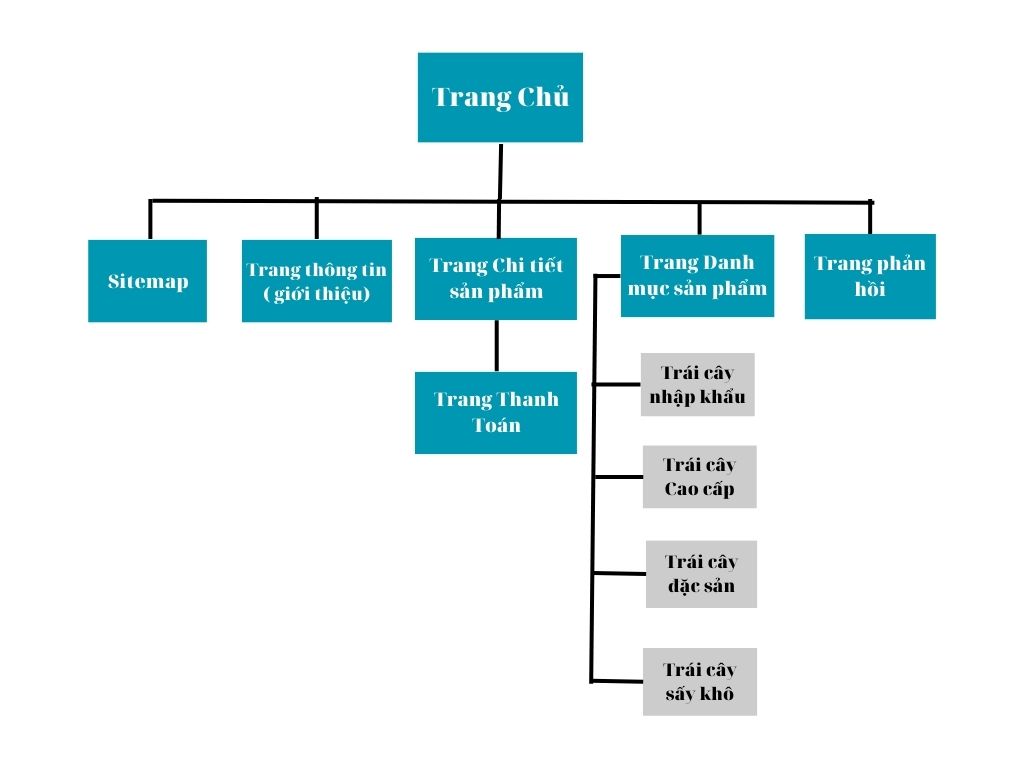 Trang Chủ
Sitemap
Trang thông tin
( giới thiệu)
Trang Chi tiết
sản phẩm
Trang Danh
mục sản phẩm
Trang phản
hồi
Trang Thanh
Toán
Trái cây
nhập khẩu
Trái cây
Cao cấp
Trái cây
đặc sản
Trái cây
sấy khô